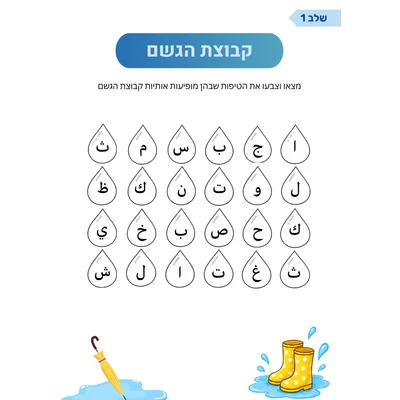 שלב 1
קבוצת הגשם
מצאו וצבעו את הטיפות שבהן מופיעות אותיות קבוצת הגשם
ا ج ب س م ث
ل و ت ن ك ظ
ك ح ص ب خ ي
ث غ ت ا ل ش